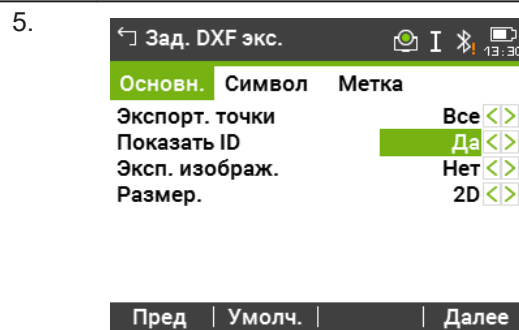 5.
Зад. DXF экс. I 13:30
Основн. Символ Метка
Экспорт. точки Все < >
Показать ID Да < >
Эксп. изображ. Нет < >
Размер. 2D < >
Пред | Умолч. | | Далее